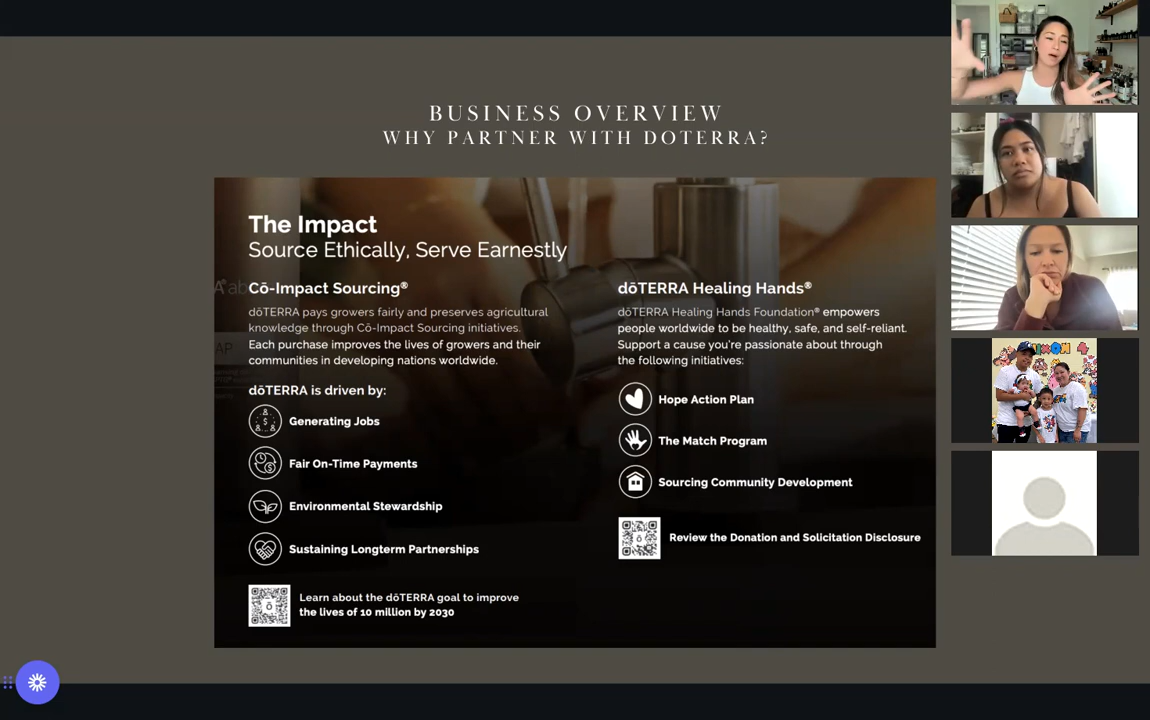 BUSINESS OVERVIEW
WHY PARTNER WITH DOTERRA?
The Impact
Source Ethically, Serve Earnestly
Cō-Impact Sourcing®
dōTERRA pays growers fairly and preserves agricultural
knowledge through Cō-Impact Sourcing initiatives.
Each purchase improves the lives of growers and their
communities in developing nations worldwide.
dōTERRA is driven by:
Generating Jobs
Fair On-Time Payments
Environmental Stewardship
Sustaining Longterm Partnerships
Learn about the dōTERRA goal to improve
the lives of 10 million by 2030
dōTERRA Healing Hands®
dōTERRA Healing Hands Foundation® empowers
people worldwide to be healthy, safe, and self-reliant.
Support a cause you're passionate about through
the following initiatives:
Hope Action Plan
The Match Program
Sourcing Community Development
Review the Donation and Solicitation Disclosure